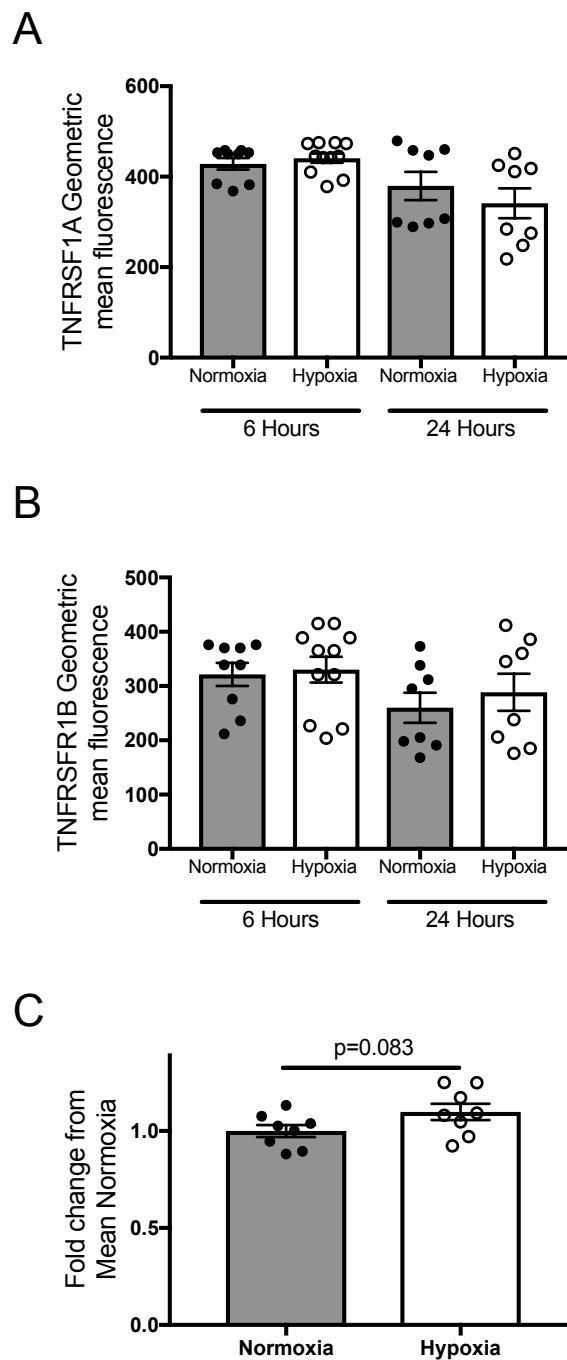 A
TNFRSF1A Geometric
mean fluorescence
600
400
200
0
Normoxia Hypoxia Normoxia Hypoxia
6 Hours 24 Hours
B
TNFRSFR1B Geometric
mean fluorescence
500
400
300
200
100
0
Normoxia Hypoxia Normoxia Hypoxia
6 Hours 24 Hours
C
Fold change from
Mean Normoxia
p=0.083
1.0
0.5
0.0
Normoxia Hypoxia